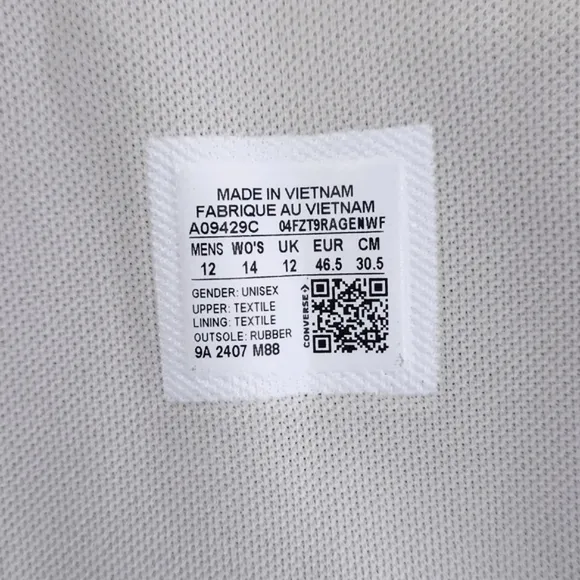 MADE IN VIETNAM
FABRIQUE AU VIETNAM
A09429C 04FZT9RAGENWF
MENS WO'S UK EUR CM
12 14 12 46.5 30.5
GENDER: UNISEX
UPPER: TEXTILE
LINING: TEXTILE
OUTSOLE: RUBBER
9A 2407 M88
CONVERSE